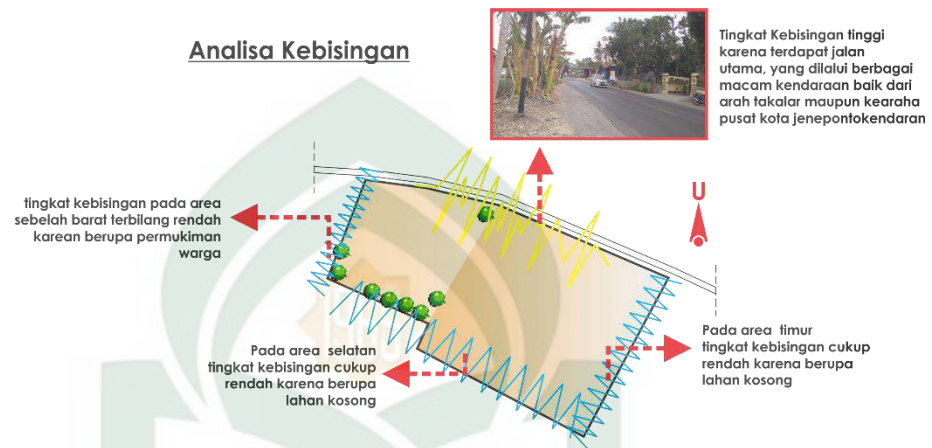 Analisa Kebisingan
Tingkat Kebisingan tinggi
karena terdapat jalan
utama, yang dilalui berbagai
macam kendaraan baik dari
arah takalar maupun kearaha
pusat kota jenepontokendaran
U
tingkat kebisingan pada area
sebelah barat terbilang rendah
karean berupa permukiman
warga
Pada area selatan
tingkat kebisingan cukup
rendah karena berupa
lahan kosong
Pada area timur
tingkat kebisingan cukup
rendah karena berupa
lahan kosong